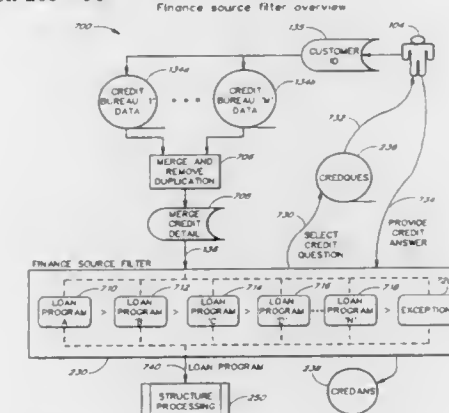 Finance source filter overview
700
135
104
CUSTOMER
ID
134a
134b
CREDIT
BUREAU '1'
DATA
CREDIT
BUREAU 'M'
DATA
732
236
706
MERGE AND
REMOVE
DUPLICATION
CREDQUES
734
708
MERGE
CREDIT
DETAIL
730
SELECT
CREDIT
QUESTION
PROVIDE
CREDIT
ANSWER
136
FINANCE SOURCE FILTER
710
712
714
716
718
LOAN
PROGRAM
A
>
LOAN
PROGRAM
'B'
>
LOAN
PROGRAM
'C'
>
LOAN
PROGRAM
>
LOAN
PROGRAM
'N'
>
EXCEPTION
230
740
LOAN PROGRAM
238
STRUCTURE
PROCESSING
250
CREDANS